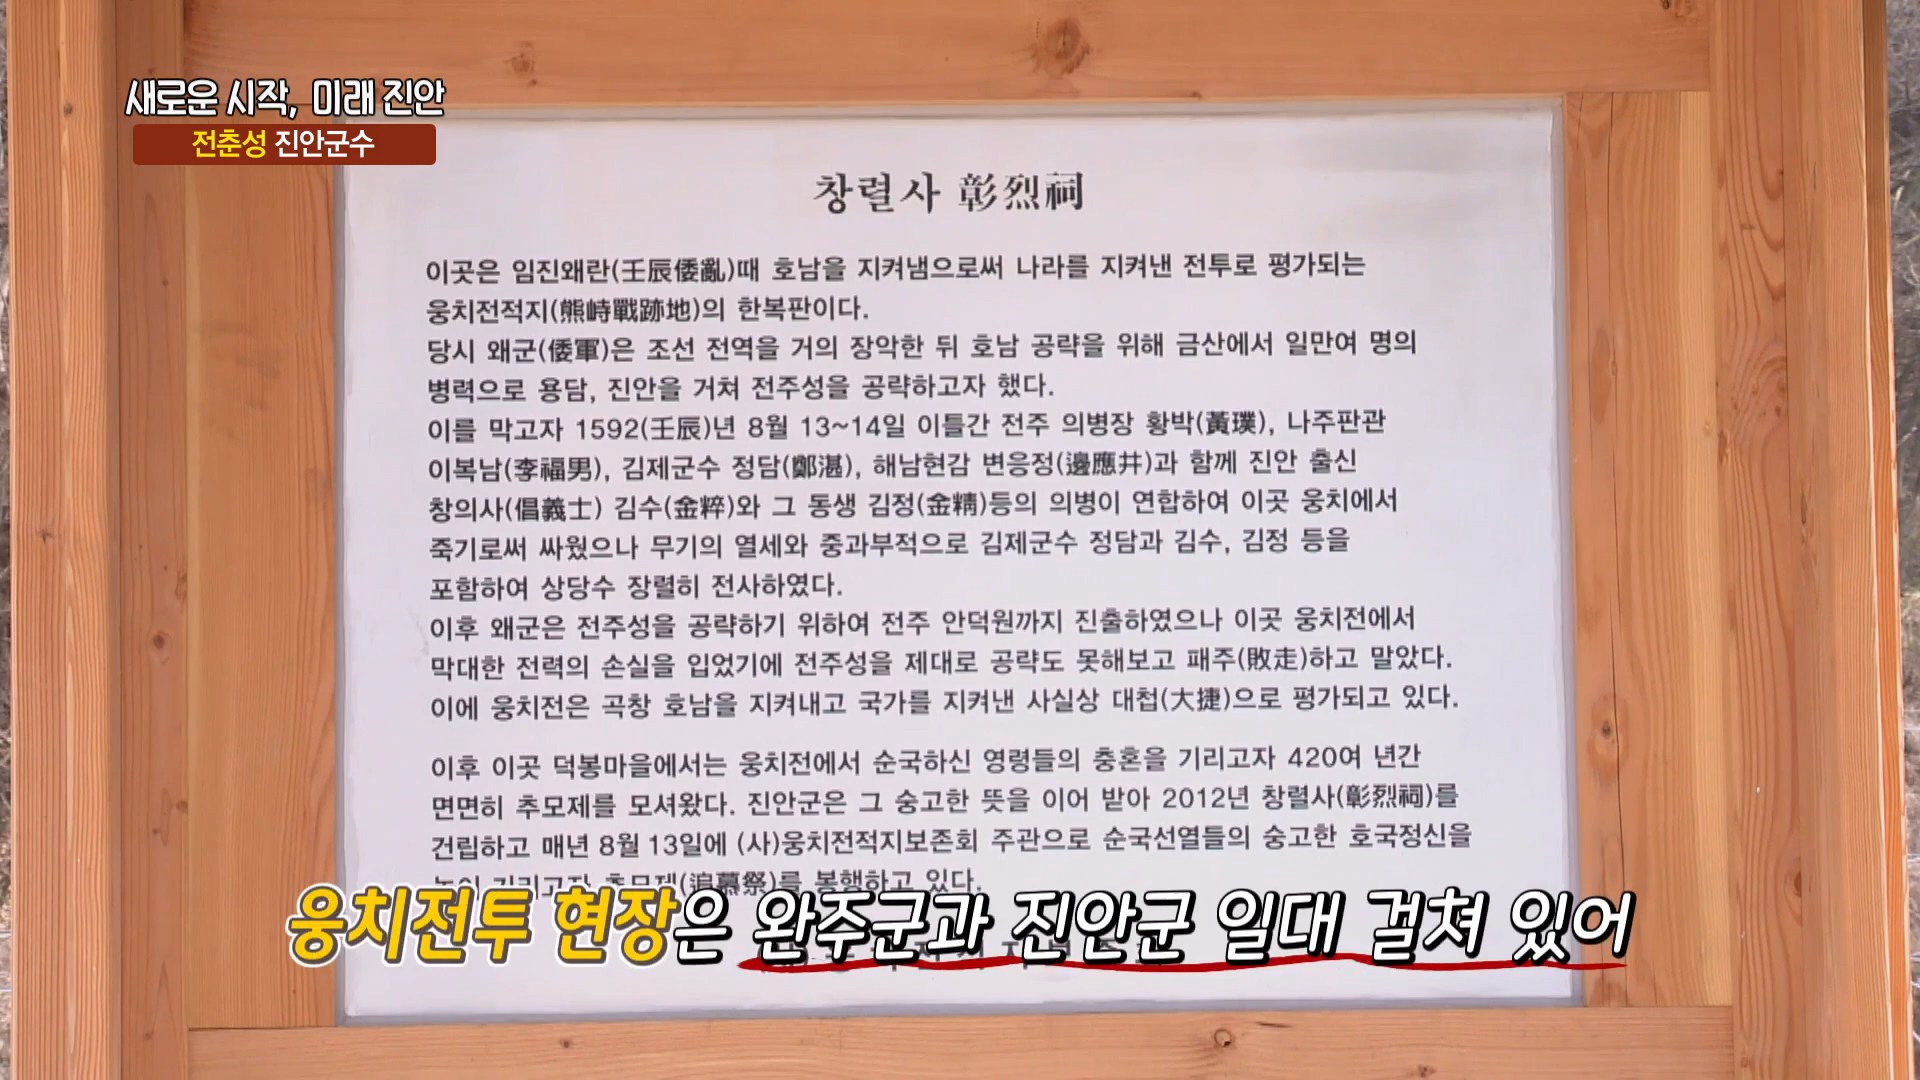 새로운 시작, 미래 진안
전춘성 진안군수
창렬사 彰烈祠
이곳은 임진왜란(壬辰倭亂)때 호남을 지켜냄으로써 나라를 지켜낸 전투로 평가되는
웅치전적지(熊峙戰跡地)의 한복판이다.
당시 왜군(倭軍)은 조선 전역을 거의 장악한 뒤 호남 공략을 위해 금산에서 일만여 명의
병력으로 용담, 진안을 거쳐 전주성을 공략하고자 했다.
이를 막고자 1592(壬辰)년 8월 13~14일 이틀간 전주 의병장 황박(黃璞), 나주판관
이복남(李福男), 김제군수 정담(鄭湛), 해남현감 변응정(邊應井)과 함께 진안 출신
창의사(倡義士) 김수(金粹)와 그 동생 김정(金精)등의 의병이 연합하여 이곳 웅치에서
죽기로써 싸웠으나 무기의 열세와 중과부적으로 김제군수 정담과 김수, 김정 등을
포함하여 상당수 장렬히 전사하였다.
이후 왜군은 전주성을 공략하기 위하여 전주 안덕원까지 진출하였으나 이곳 웅치전에서
막대한 전력의 손실을 입었기에 전주성을 제대로 공략도 못해보고 패주(敗走)하고 말았다.
이에 웅치전은 곡창 호남을 지켜내고 국가를 지켜낸 사실상 대첩(大捷)으로 평가되고 있다.
이후 이곳 덕봉마을에서는 웅치전에서 순국하신 영령들의 충혼을 기리고자 420여 년간
면면히 추모제를 모셔왔다. 진안군은 그 숭고한 뜻을 이어 받아 2012년 창렬사(彰烈祠)를
건립하고 매년 8월 13일에 (사)웅치전적지보존회 주관으로 순국선열들의 숭고한 호국정신을
기리고자 추모제(追慕祭)를 봉행하고 있다.
웅치전투 현장은 완주군과 진안군 일대 걸쳐 있어